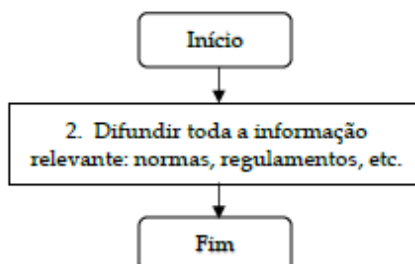 Início
2. Difundir toda a informação
relevante: normas, regulamentos, etc.
Fim